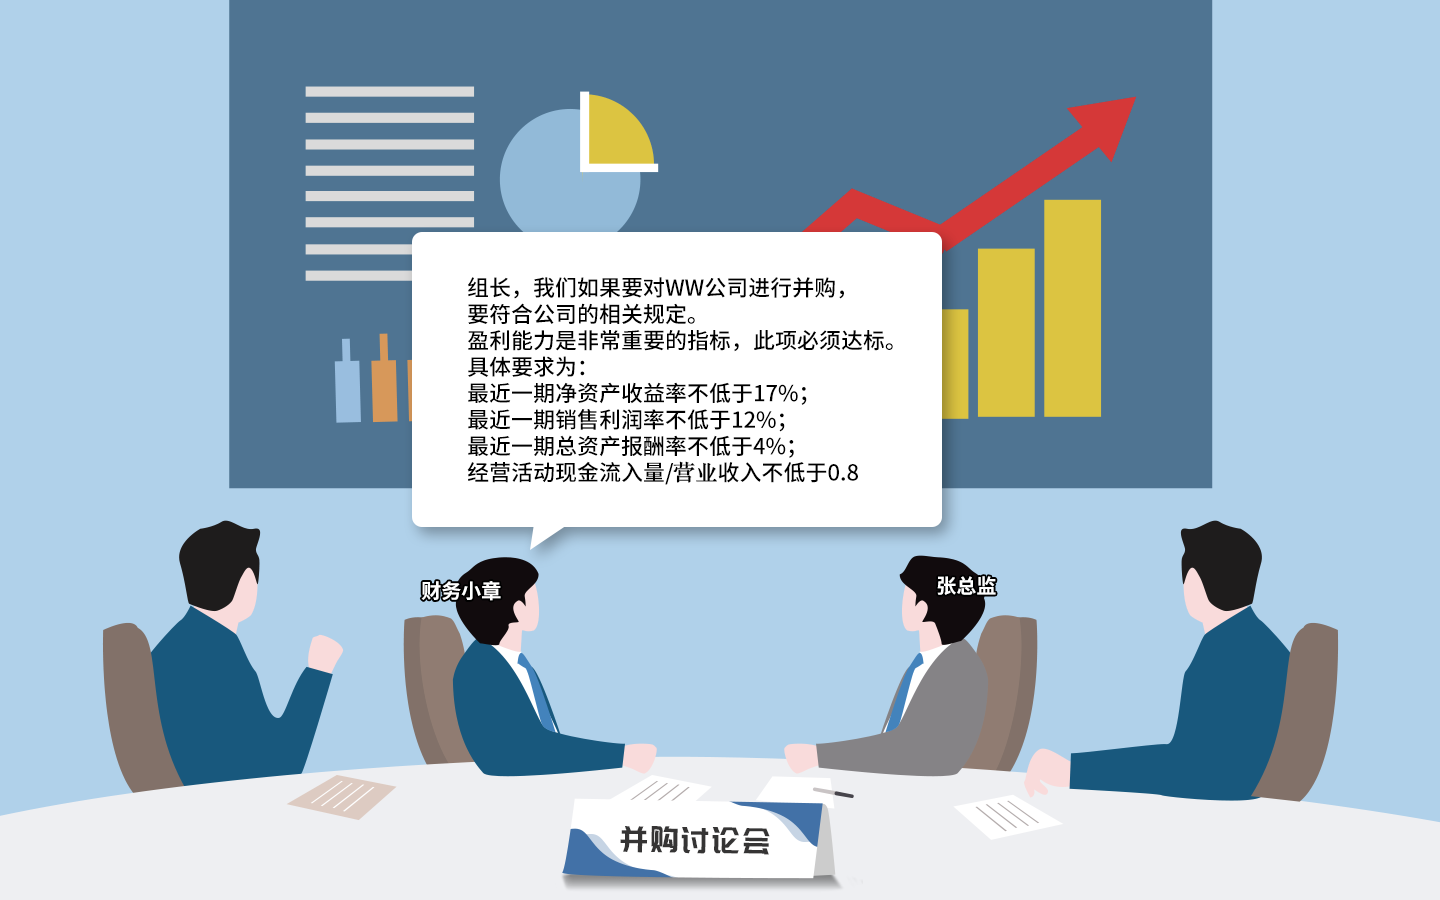 组长，我们如果要对WW公司进行并购，
要符合公司的相关规定。
盈利能力是非常重要的指标，此项必须达标。
具体要求为：
最近一期净资产收益率不低于17%；
最近一期销售利润率不低于12%；
最近一期总资产报酬率不低于4%；
经营活动现金流入量/营业收入不低于0.8
财务小章
张总监
并购讨论会